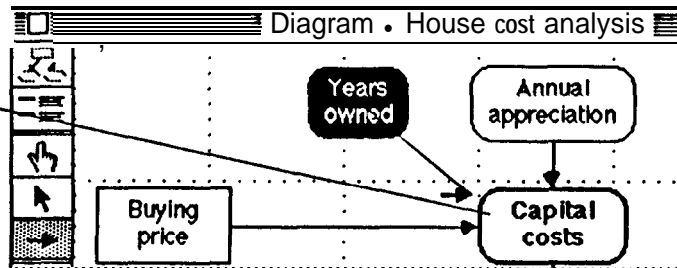 Diagram • House cost analysis
Years
owned
Annual
appreciation
Buying
price
Capital
costs